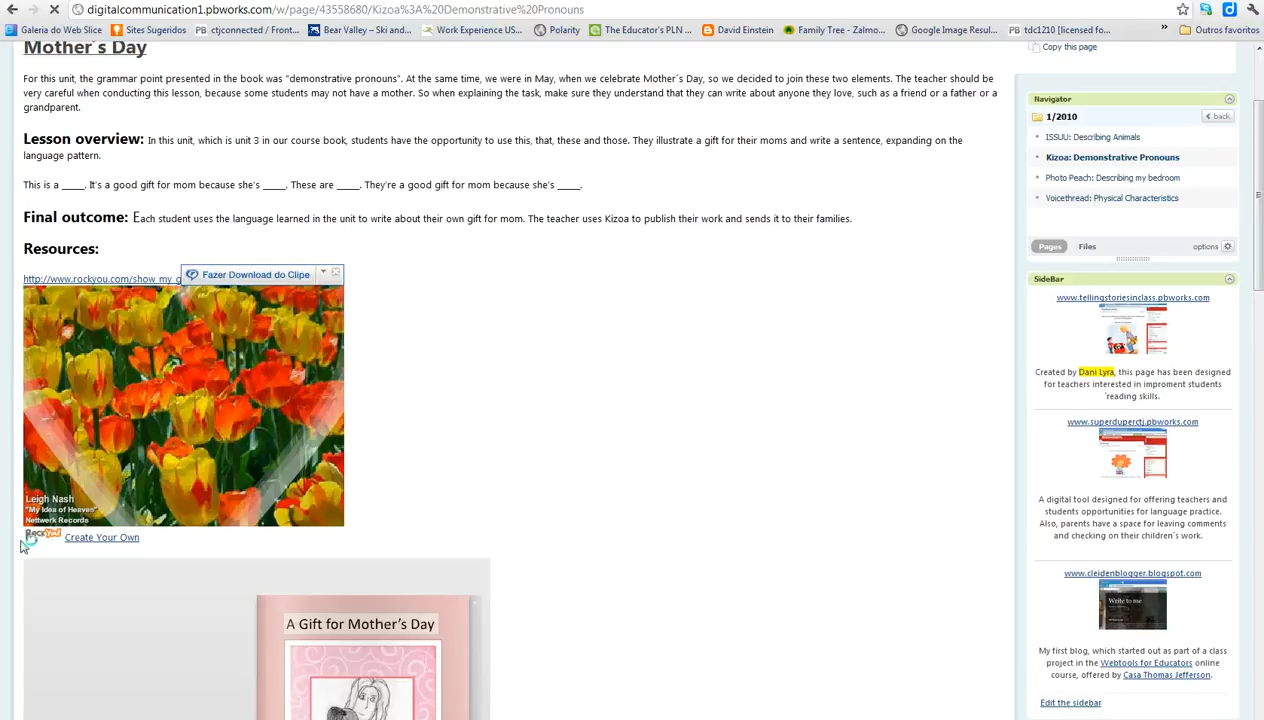 digitalcommunication1.pbworks.com/w/page/43558680/Kizoa%3A%20Demonstrative%20Pronouns
Galeria do Web Slice
Sites Sugeridos
PB ctjconnected / Front...
Bear Valley – Ski and...
Work Experience US...
Polarity
The Educator's PLN ...
David Einstein
Family Tree - Zalmo...
Google Image Resul...
PB tdc1210 [licensed fo...
»
Outros favoritos
Mother´s Day
For this unit, the grammar point presented in the book was "demonstrative pronouns". At the same time, we were in May, when we celebrate Mother´s Day, so we decided to join these two elements. The teacher should be
very careful when conducting this lesson, because some students may not have a mother. So when explaining the task, make sure they understand that they can write about anyone they love, such as a friend or a father or a
grandparent.
Lesson overview: In this unit, which is unit 3 in our course book, students have the opportunity to use this, that, these and those. They illustrate a gift for their moms and write a sentence, expanding on the
language pattern.
This is a _____. It's a good gift for mom because she's _____. These are _____. They're a good gift for mom because she's _____.
Final outcome: Each student uses the language learned in the unit to write about their own gift for mom. The teacher uses Kizoa to publish their work and sends it to their families.
Resources:
http://www.rockyou.com/show_my_g
Fazer Download do Clipe
Leigh Nash
"My Idea of Heaven"
Nettwerk Records
RockYou!
Create Your Own
A Gift for Mother's Day
Copy this page
Navigator
1/2010
back
ISSUU: Describing Animals
Kizoa: Demonstrative Pronouns
Photo Peach: Describing my bedroom
Voicethread: Physical Characteristics
Pages
Files
options
SideBar
www.tellingstoriesinclass.pbworks.com
Created by Dani Lyra, this page has been designed
for teachers interested in improment students
´reading skills.
www.superduperctj.pbworks.com
A digital tool designed for offering teachers and
students opportunities for language practice.
Also, parents have a space for leaving comments
and checking on their children´s work.
www.cleidenblogger.blogspot.com
Write to me
My first blog, which started out as part of a class
project in the Webtools for Educators online
course, offered by Casa Thomas Jefferson.
Edit the sidebar